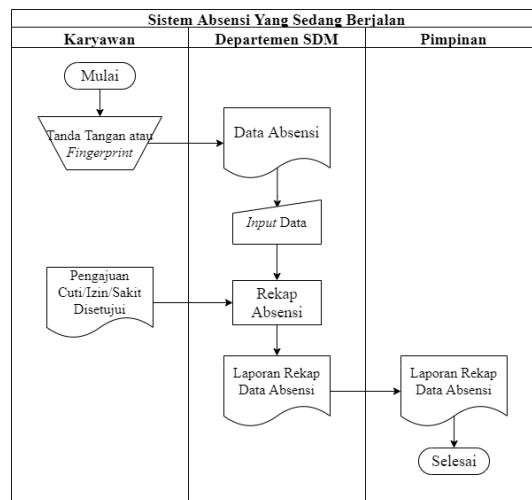 Sistem Absensi Yang Sedang Berjalan
Karyawan
Departemen SDM
Pimpinan
Mulai
Tanda Tangan atau
Fingerprint
Data Absensi
Input Data
Pengajuan
Cuti/Izin/Sakit
Disetujui
Rekap
Absensi
Laporan Rekap
Data Absensi
Laporan Rekap
Data Absensi
Selesai